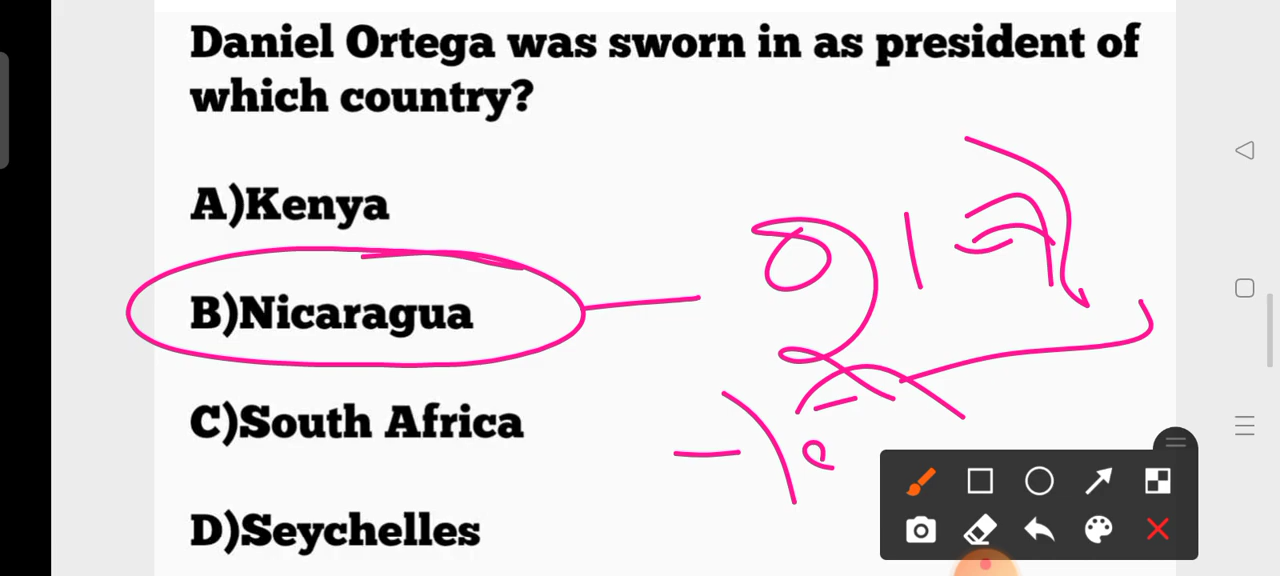 Daniel Ortega was sworn in as president of
which country?
A)Kenya
B)Nicaragua
C)South Africa
D)Seychelles